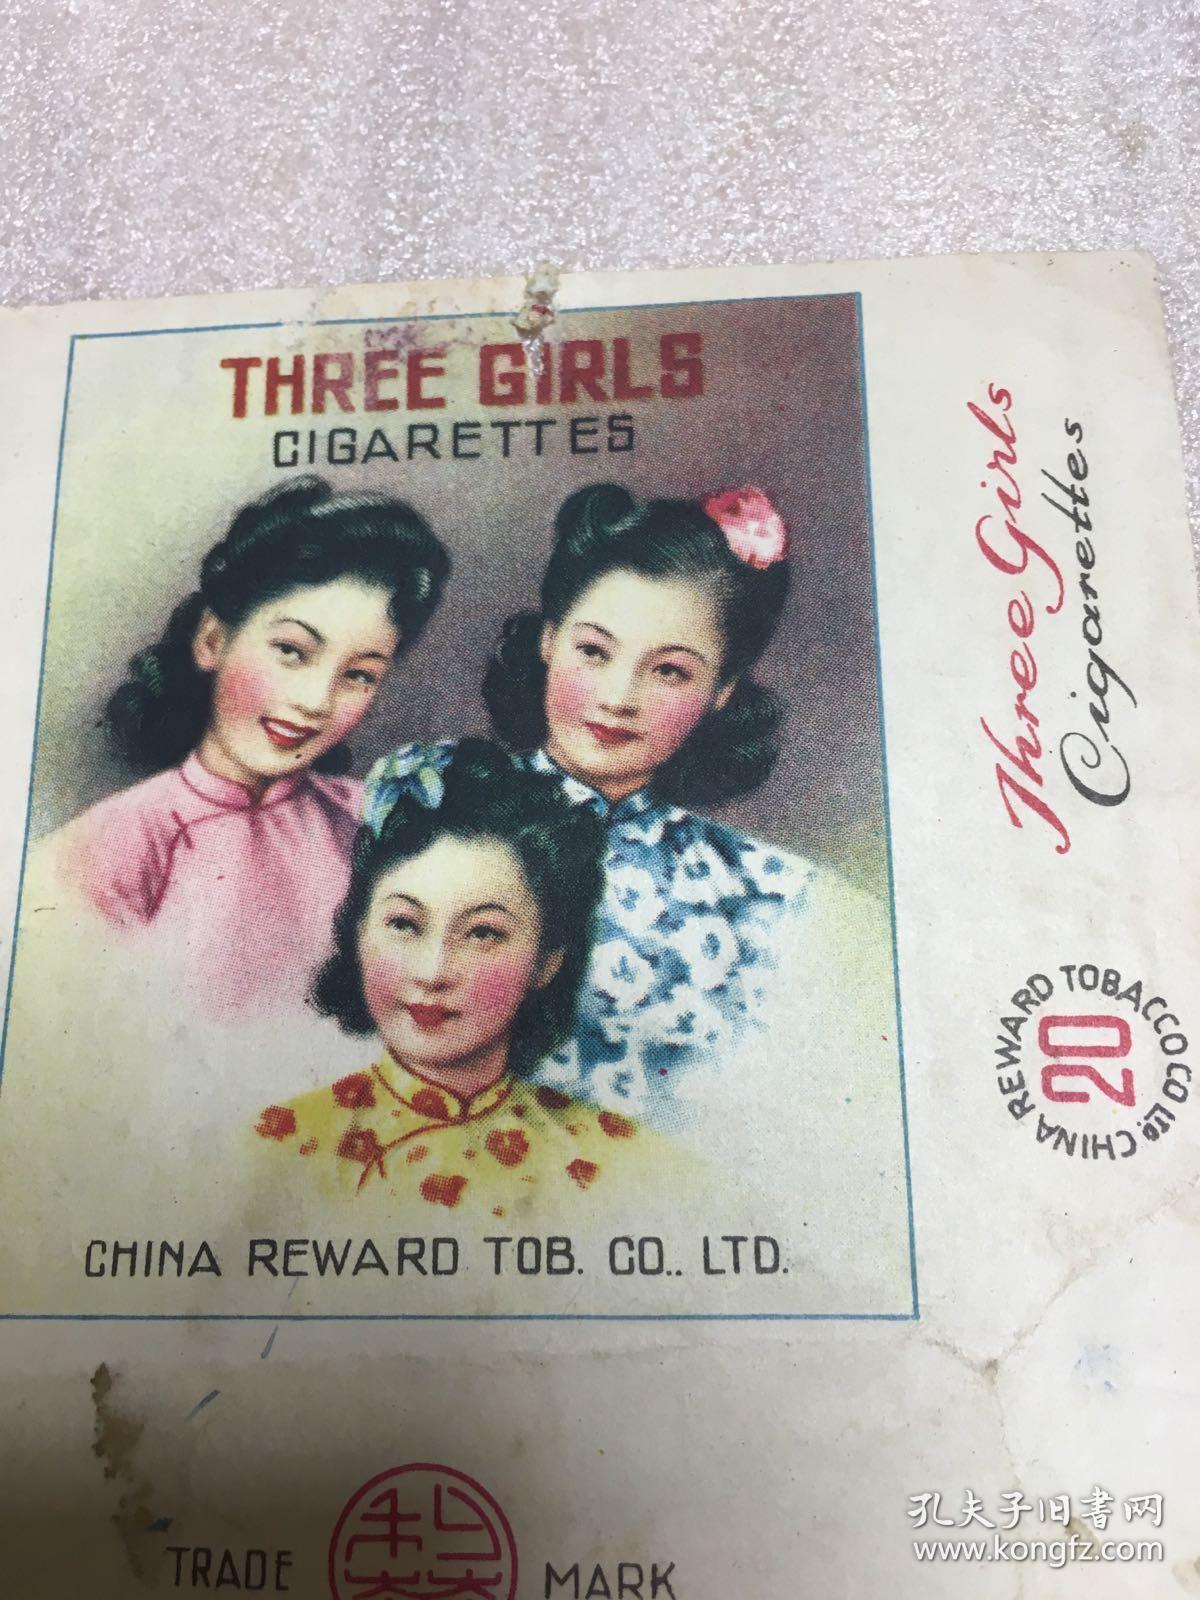 THREE GIRLS
CIGARETTES
CHINA REWARD TOB. CO., LTD.
Three Girls
Cigarettes
CHINA REWARD TOBACCO CO LTD.
20
TRADE MARK
孔夫子旧書网
www.kongfz.com